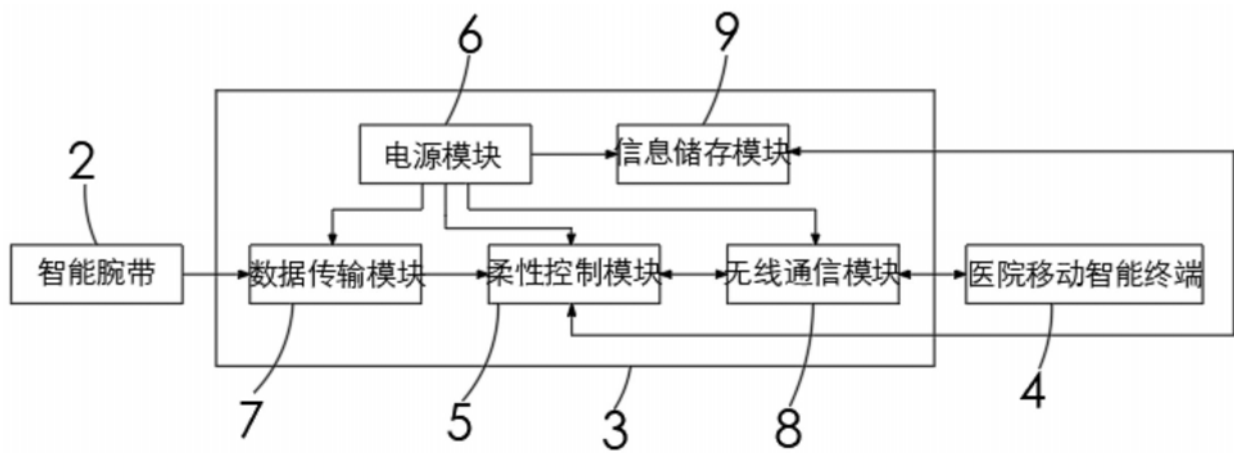 6
9
电源模块
信息储存模块
2
智能腕带
数据传输模块
柔性控制模块
无线通信模块
医院移动智能终端
7
5
3
8
4